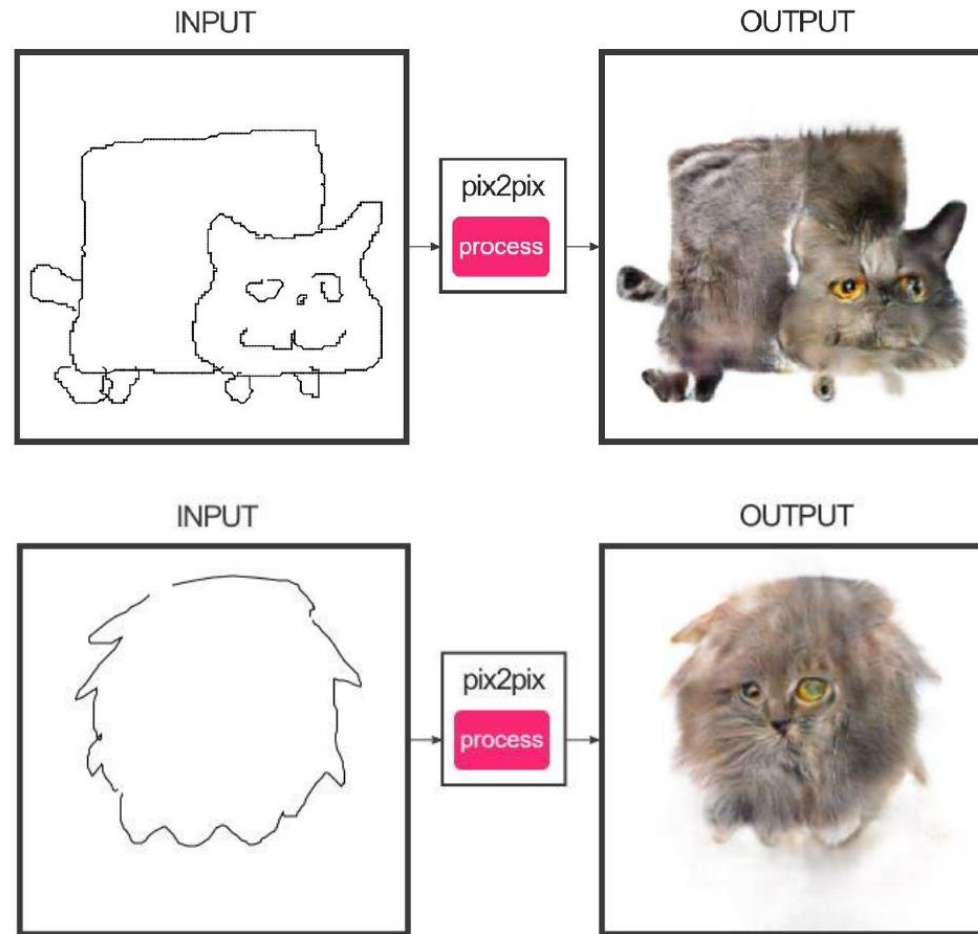 INPUT
OUTPUT
pix2pix
process
INPUT
OUTPUT
pix2pix
process